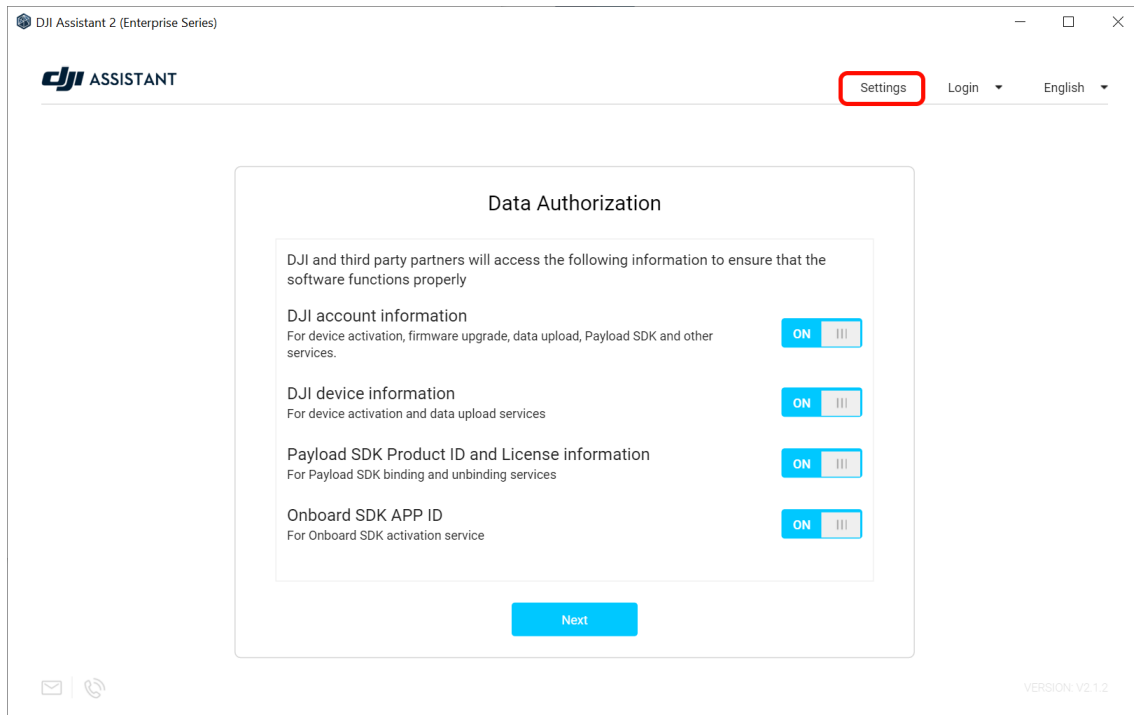 DJI Assistant 2 (Enterprise Series)
dji ASSISTANT
Settings
Login
English
Data Authorization
DJI and third party partners will access the following information to ensure that the
software functions properly
DJI account information
For device activation, firmware upgrade, data upload, Payload SDK and other
services.
ON
DJI device information
For device activation and data upload services
ON
Payload SDK Product ID and License information
For Payload SDK binding and unbinding services
ON
Onboard SDK APP ID
For Onboard SDK activation service
ON
Next
VERSION: V2.1.2